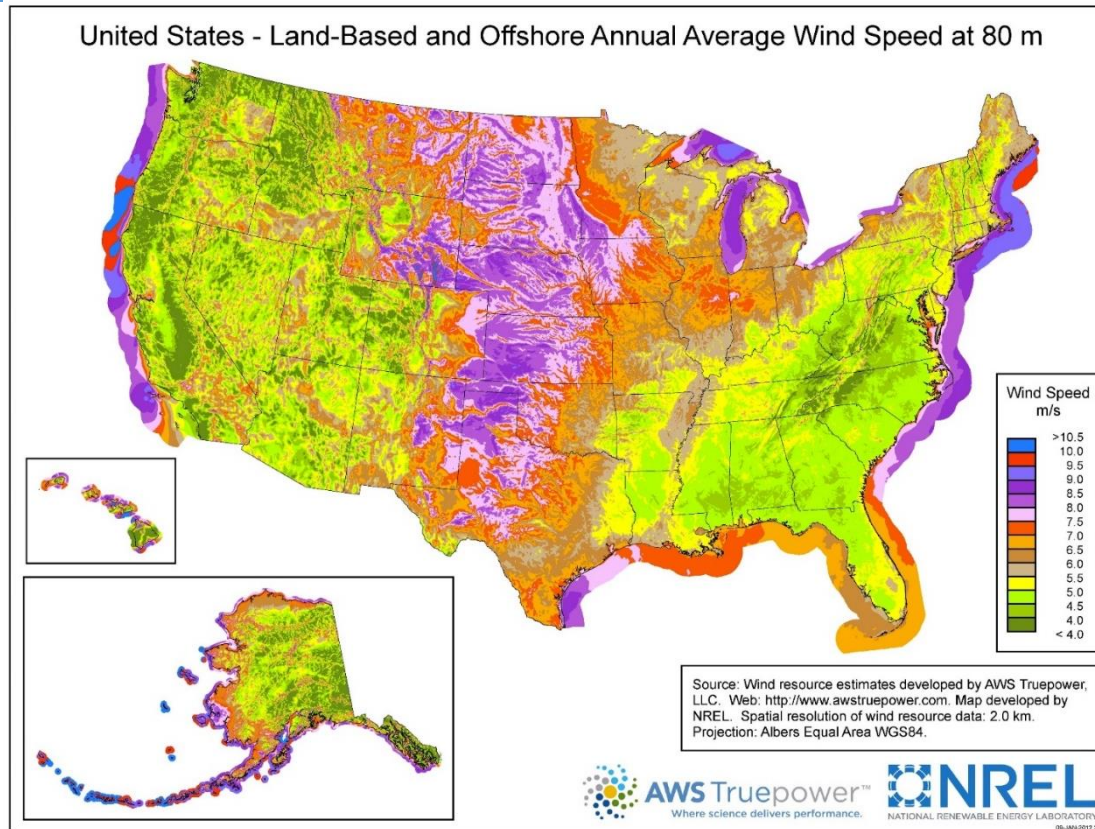 United States - Land-Based and Offshore Annual Average Wind Speed at 80 m
Wind Speed
m/s
>10.5
10.0
9.5
9.0
8.5
8.0
7.5
7.0
6.5
6.0
5.5
5.0
4.5
4.0
< 4.0
Source: Wind resource estimates developed by AWS Truepower,
LLC. Web: http://www.awstruepower.com. Map developed by
NREL. Spatial resolution of wind resource data: 2.0 km.
Projection: Albers Equal Area WGS84.
AWS Truepower™
Where science delivers performance.
NREL
NATIONAL RENEWABLE ENERGY LABORATORY